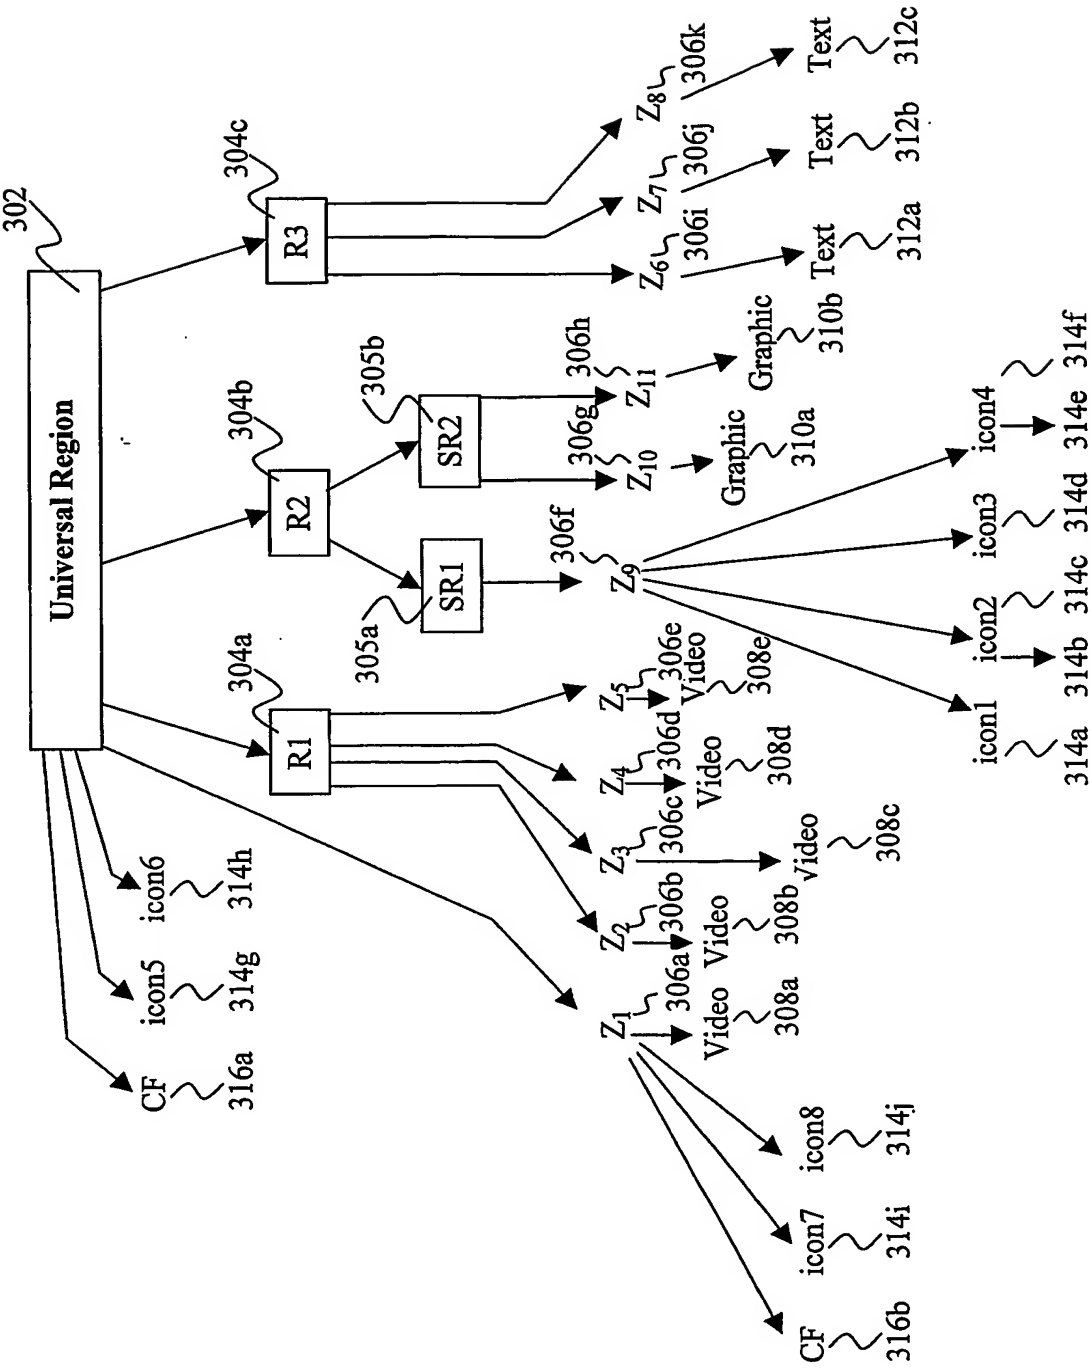 302
Universal Region
CF
316a
icon5
314g
icon6
314h
304a
R1
304b
R2
304c
R3
305a
SR1
305b
SR2
Z1
306a
Z2
306b
Z3
306c
Z4
306d
Z5
306e
Z9
306f
Z10
306g
Z11
306h
Z6
306i
Z7
306j
Z8
306k
CF
316b
icon7
314i
icon8
314j
Video
308a
Video
308b
Video
308c
Video
308d
Video
308e
Graphic
310a
Graphic
310b
Text
312a
Text
312b
Text
312c
icon1
314a
icon2
314b
314c
icon3
314d
icon4
314e
314f